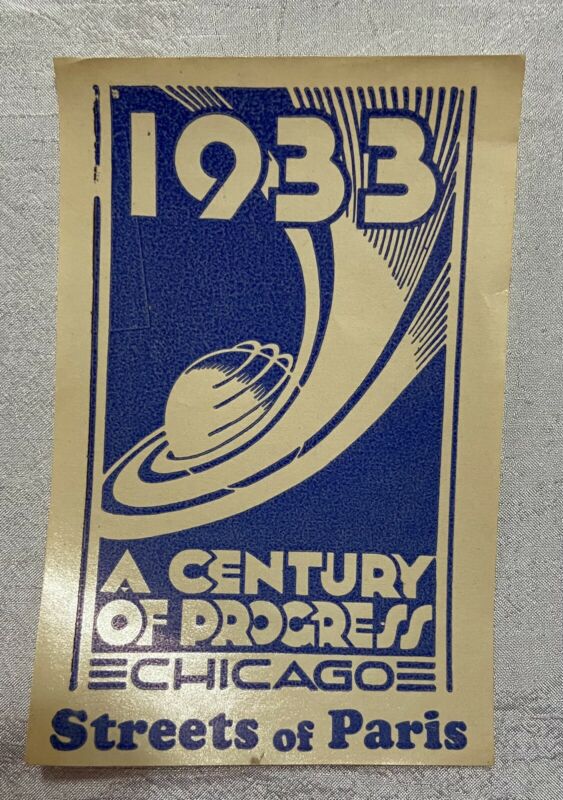 1933
A CENTURY
OF PROGRESS
CHICAGO
Streets of Paris